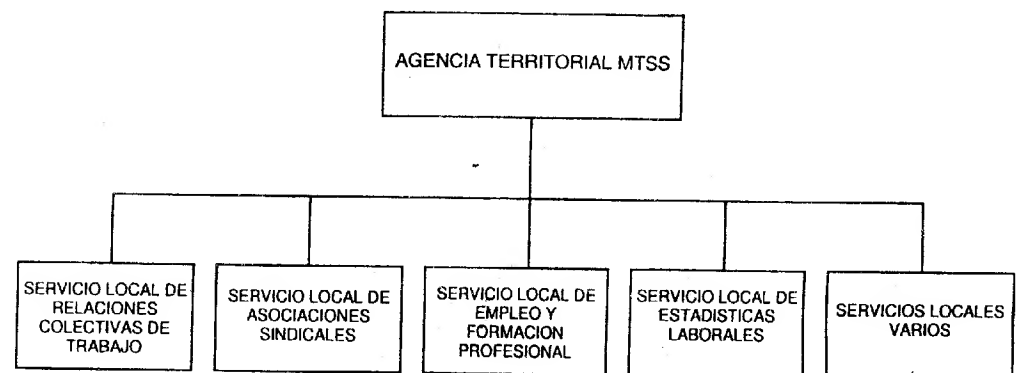 AGENCIA TERRITORIAL MTSS
SERVICIO LOCAL DE
RELACIONES
COLECTIVAS DE
TRABAJO
SERVICIO LOCAL DE
ASOCIACIONES
SINDICALES
SERVICIO LOCAL DE
EMPLEO Y
FORMACION
PROFESIONAL
SERVICIO LOCAL DE
ESTADISTICAS
LABORALES
SERVICIOS LOCALES
VARIOS